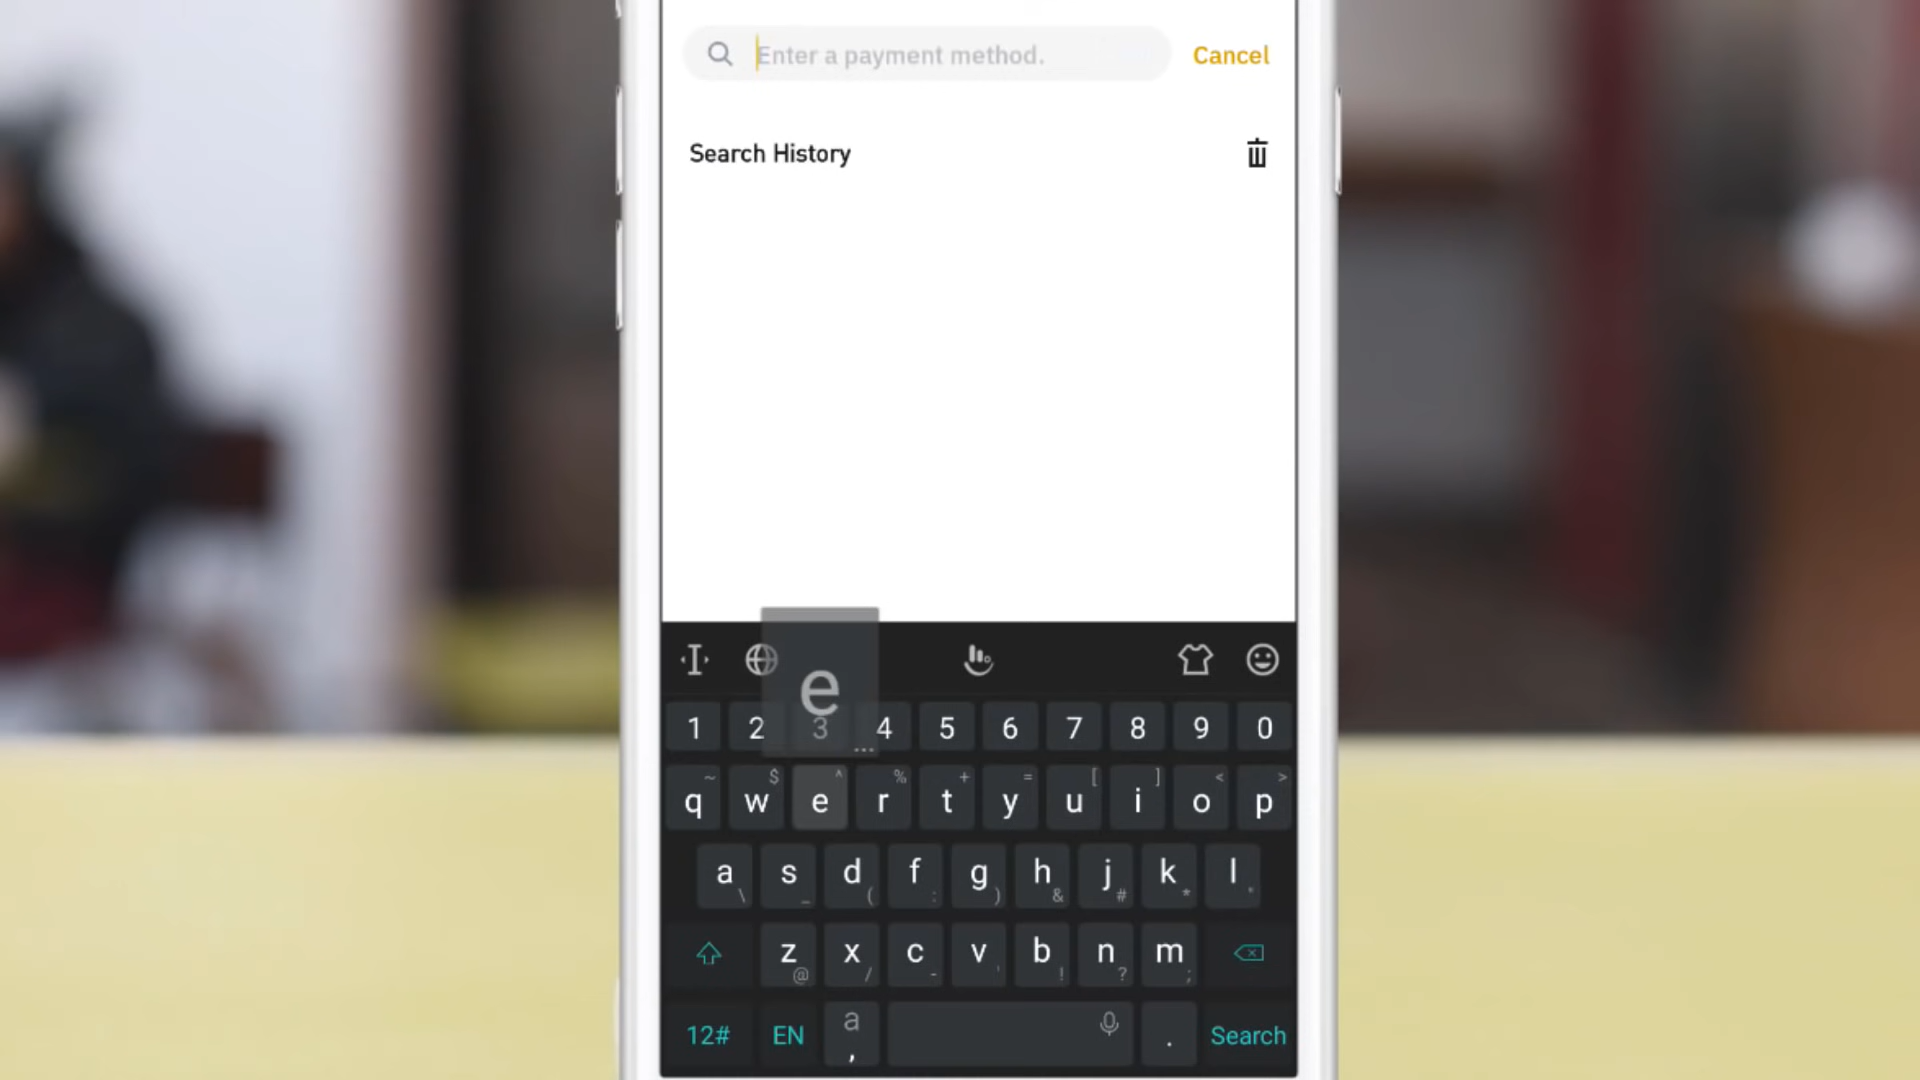 Enter a payment method. Cancel
Search History
e
1 2 3 4 5 6 7 8 9 0
~ $ ^ % + = [ ] < >
q w e r t y u i o p
a s d f g h j k l
\ _ ( : ) & # * "
z x c v b n m
@ / - ' ! ? ;
12# EN a , . Search